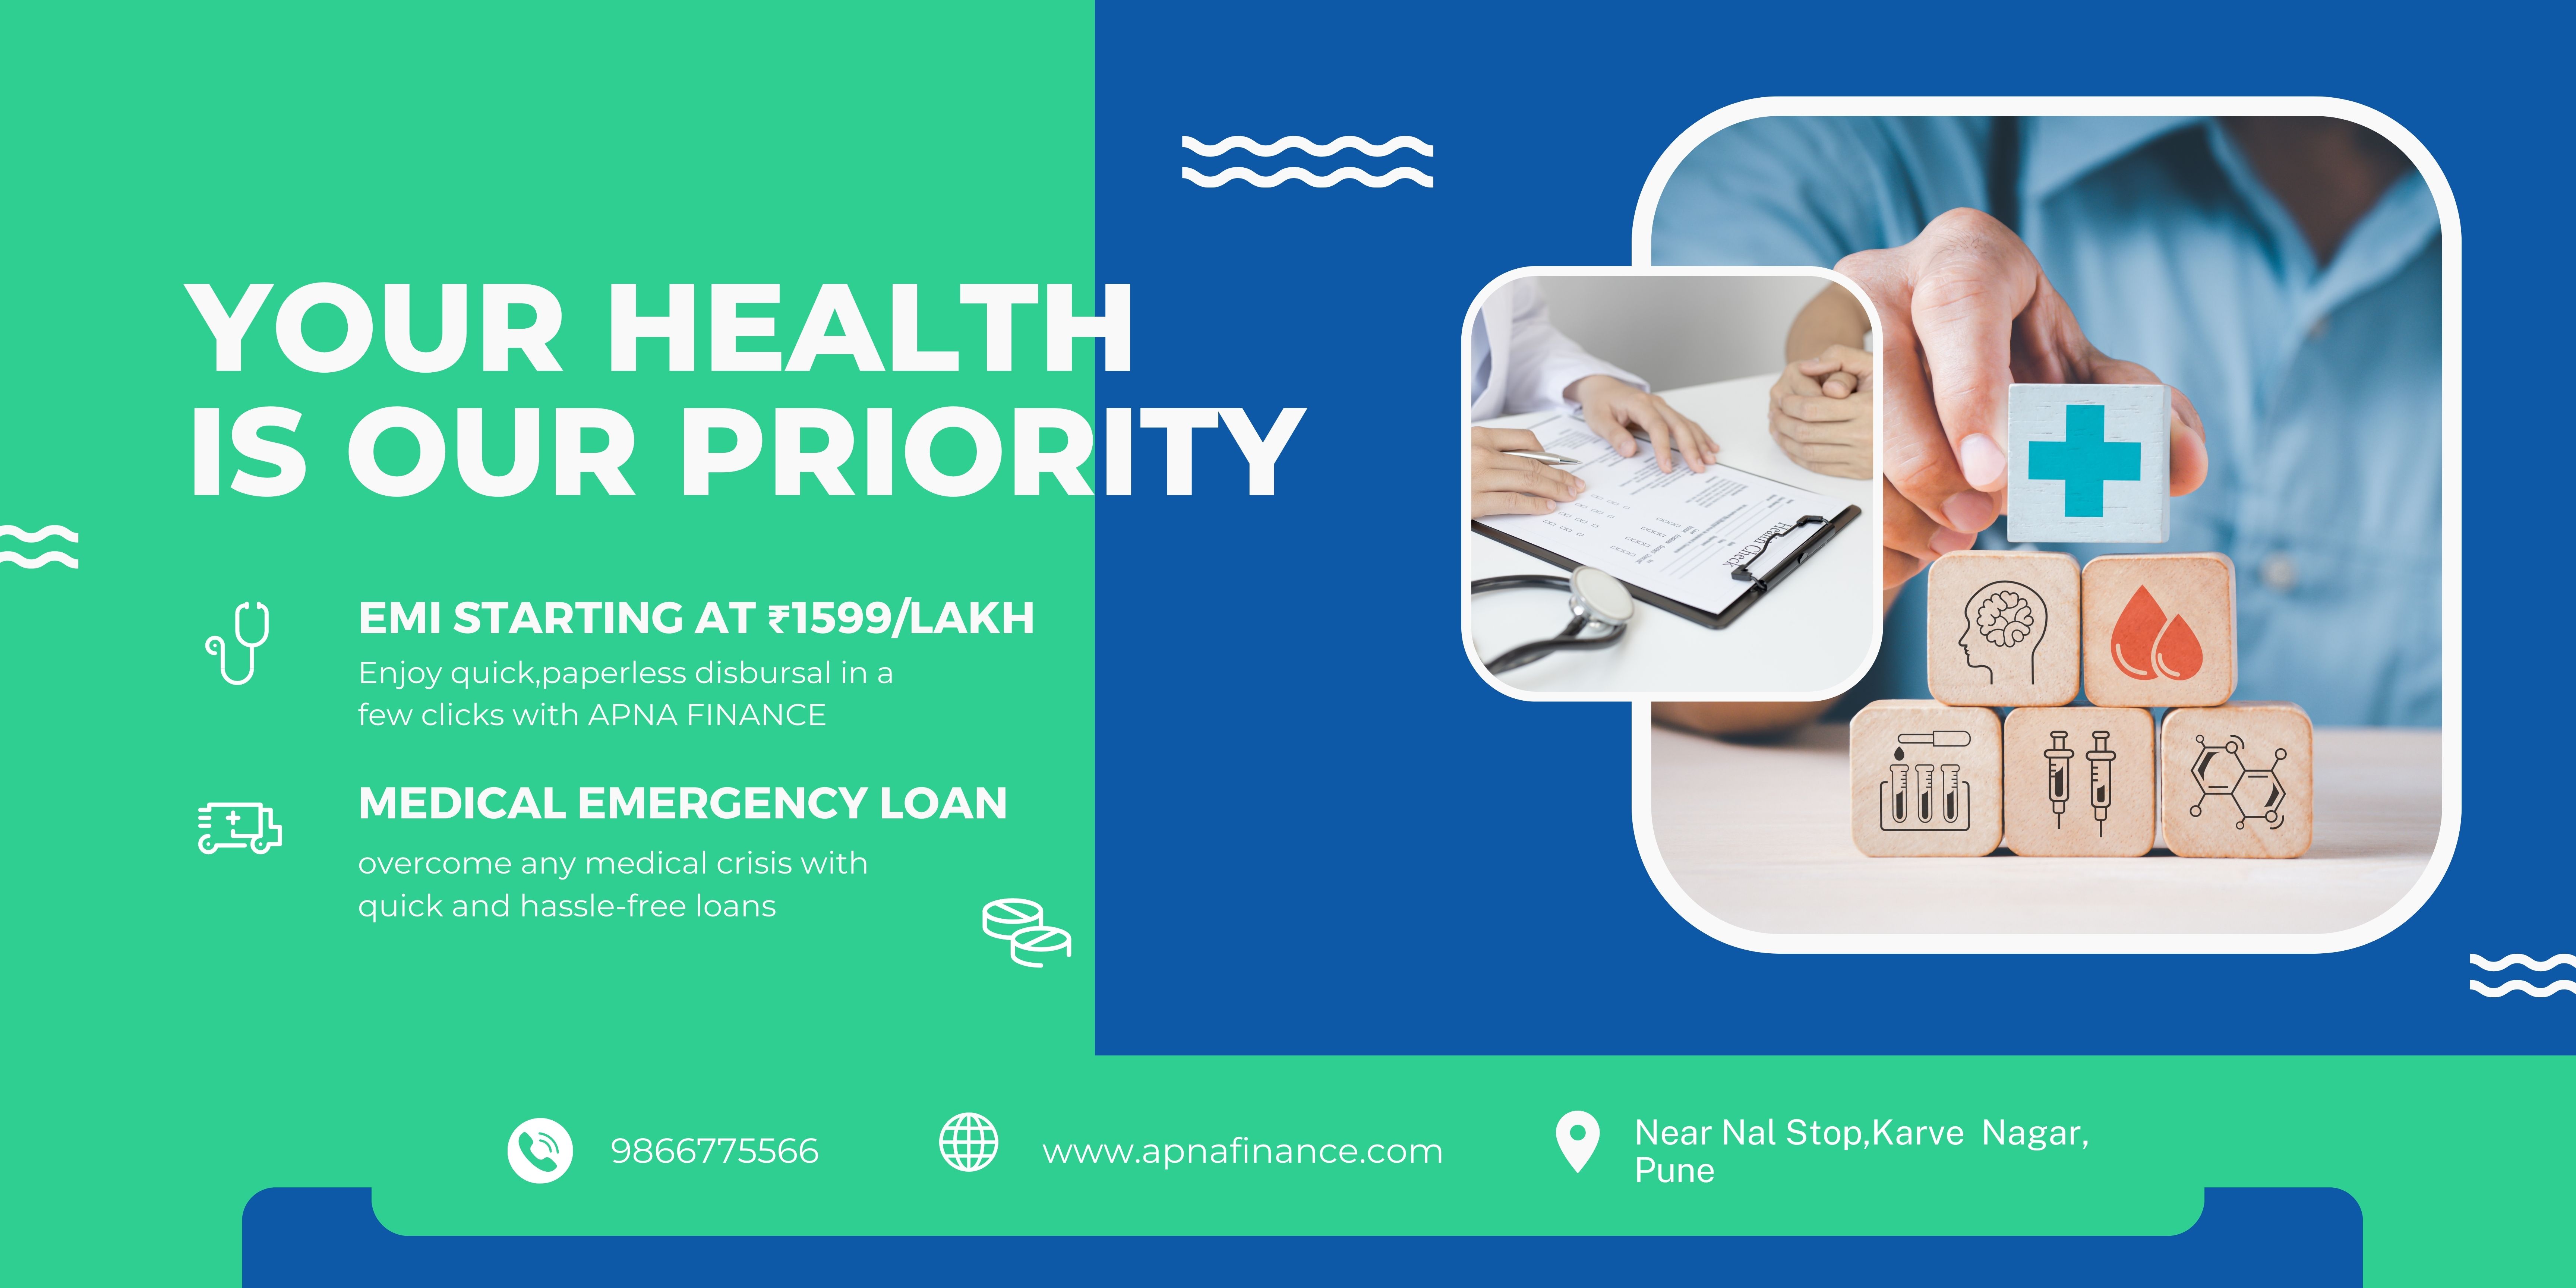 YOUR HEALTH
IS OUR PRIORITY
EMI STARTING AT ₹1599/LAKH
Enjoy quick,paperless disbursal in a
few clicks with APNA FINANCE
MEDICAL EMERGENCY LOAN
overcome any medical crisis with
quick and hassle-free loans
Health Check
9866775566
www.apnafinance.com
Near Nal Stop,Karve  Nagar,
Pune